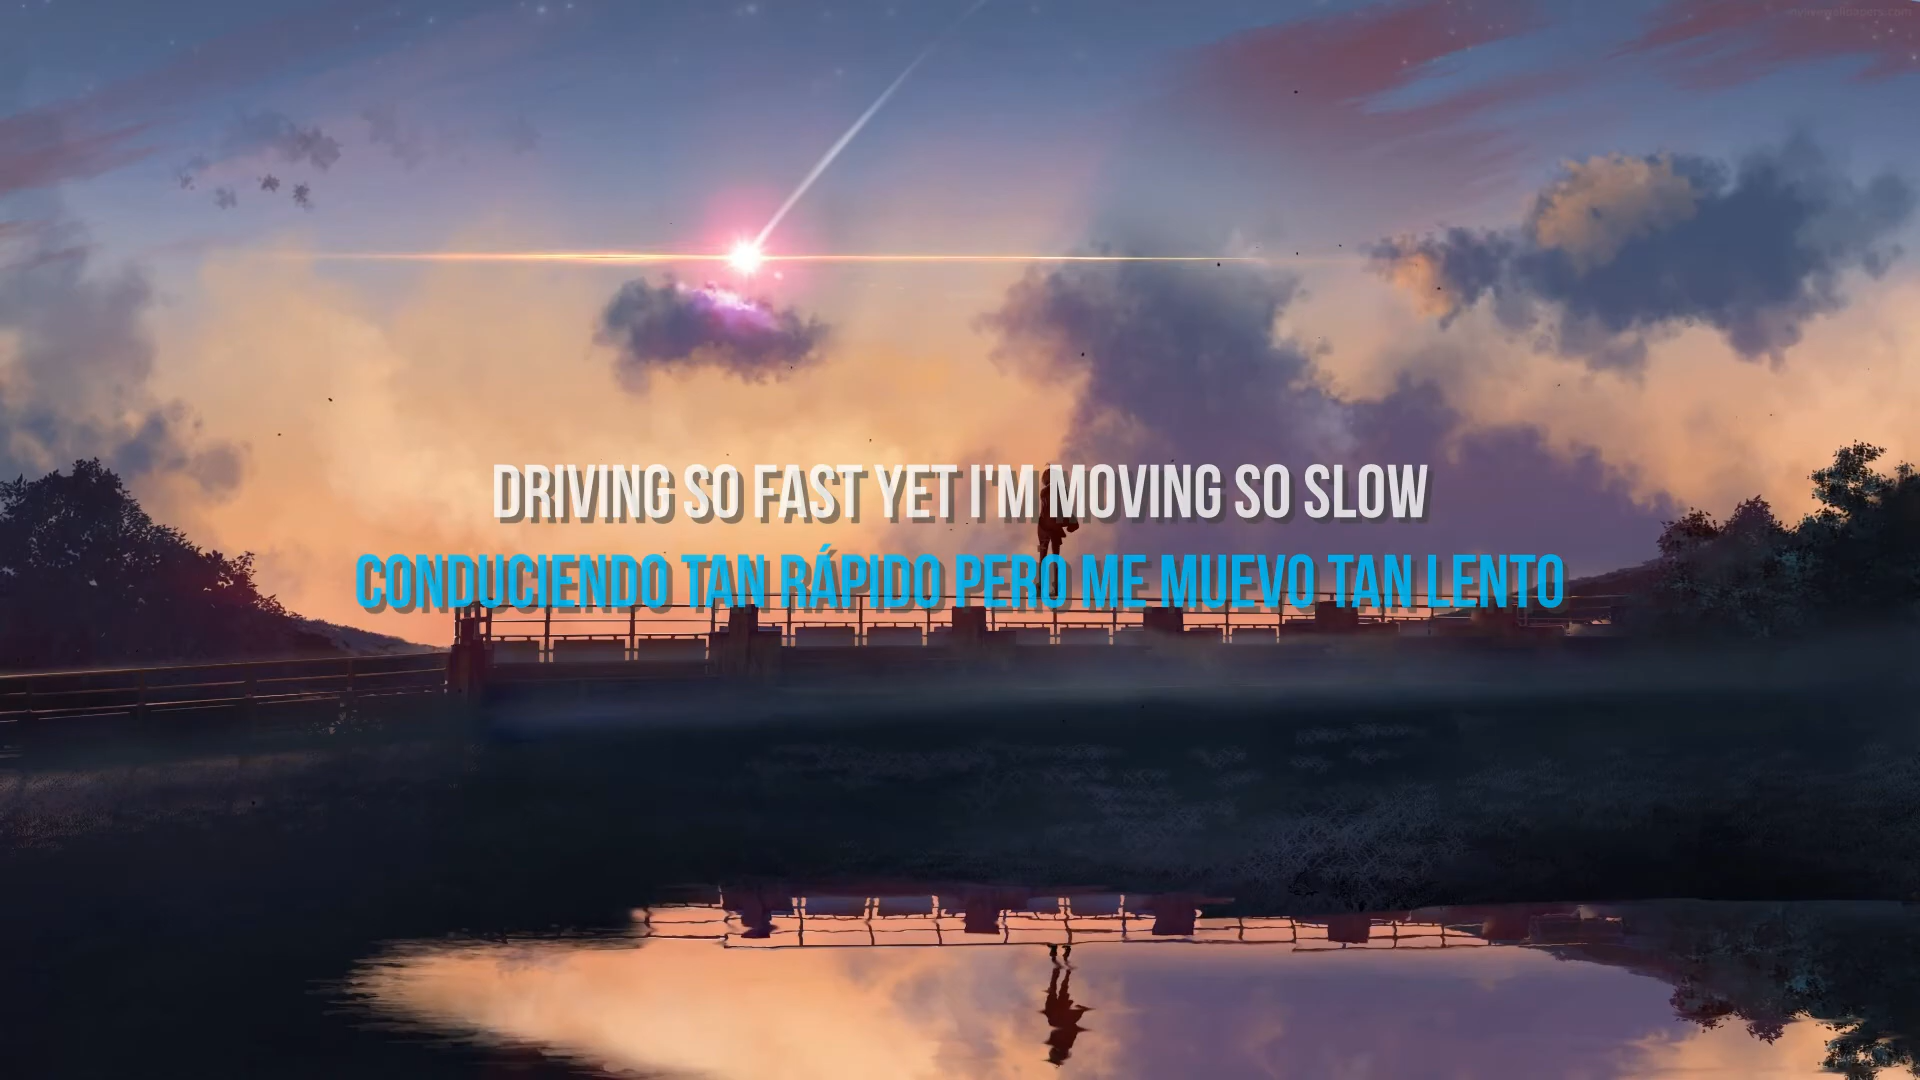 DRIVING SO FAST YET I'M MOVING SO SLOW
CONDUCIENDO TAN RÁPIDO PERO ME MUEVO TAN LENTO